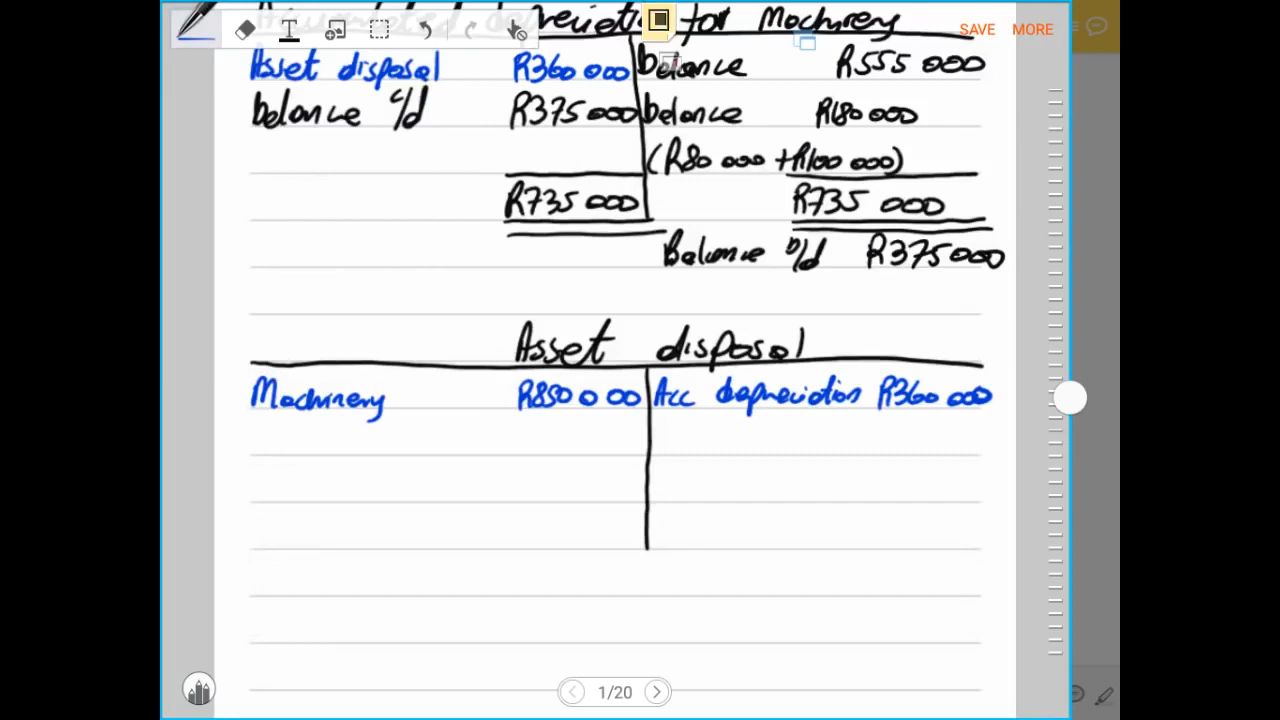 Accumulated depreciation for Machinery
SAVE MORE
Asset disposal R360 000 balance R555 000
balance c/d R375 000 balance R180 000
(R80 000 + R100 000)
R735 000 R735 000
Balance b/d R375 000
Asset disposal
Machinery R850 000 Acc depreciation R360 000
1/20